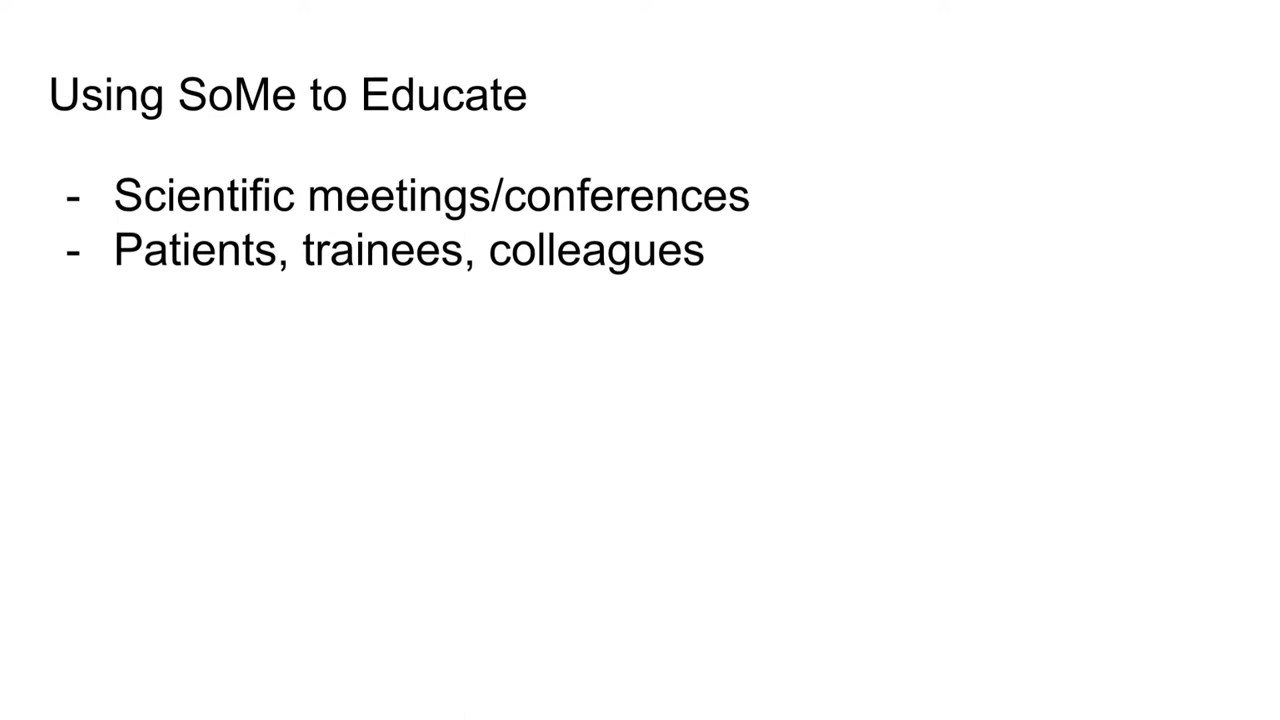 Using SoMe to Educate
- Scientific meetings/conferences
- Patients, trainees, colleagues